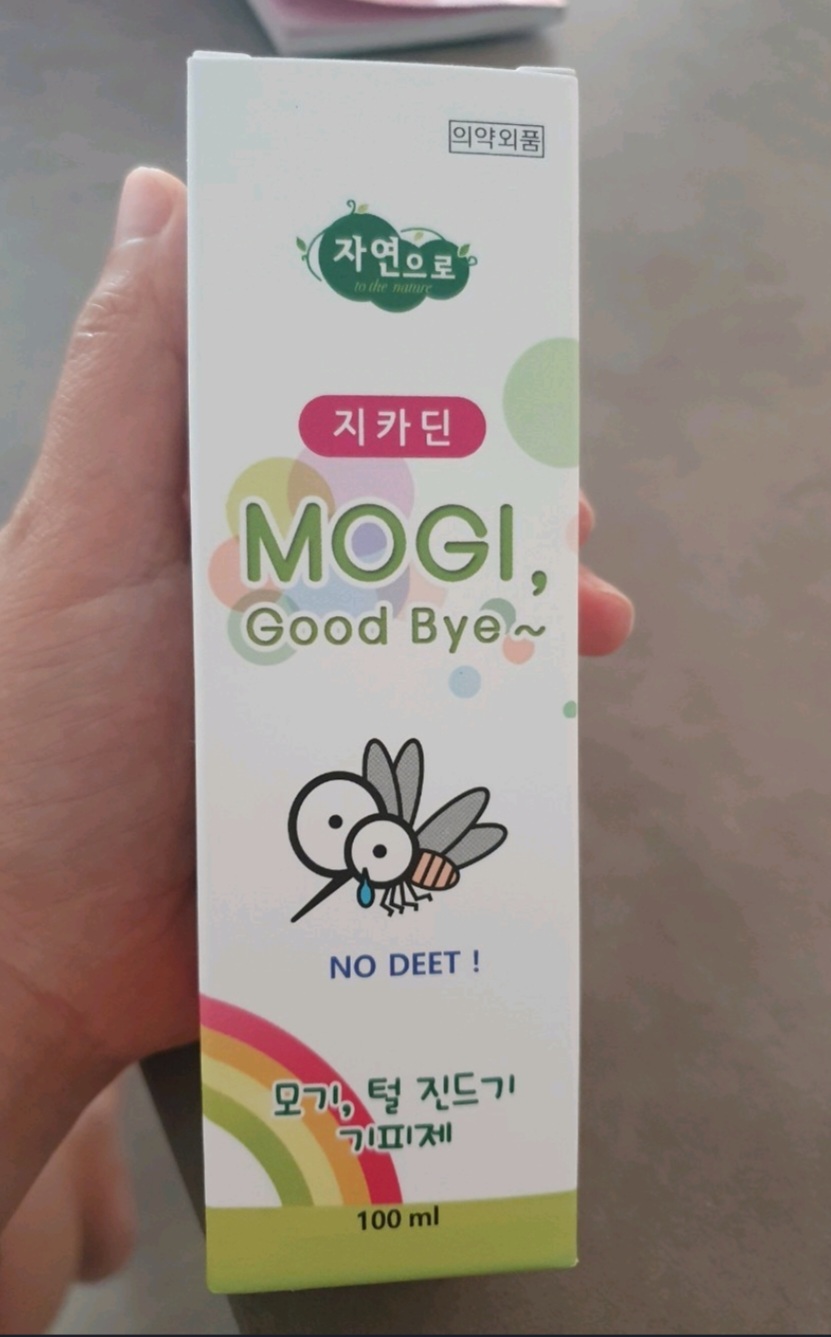 의약외품
자연으로
to the nature
지카딘
MOGI,
Good Bye~
NO DEET !
모기, 털 진드기
기피제
100 ml